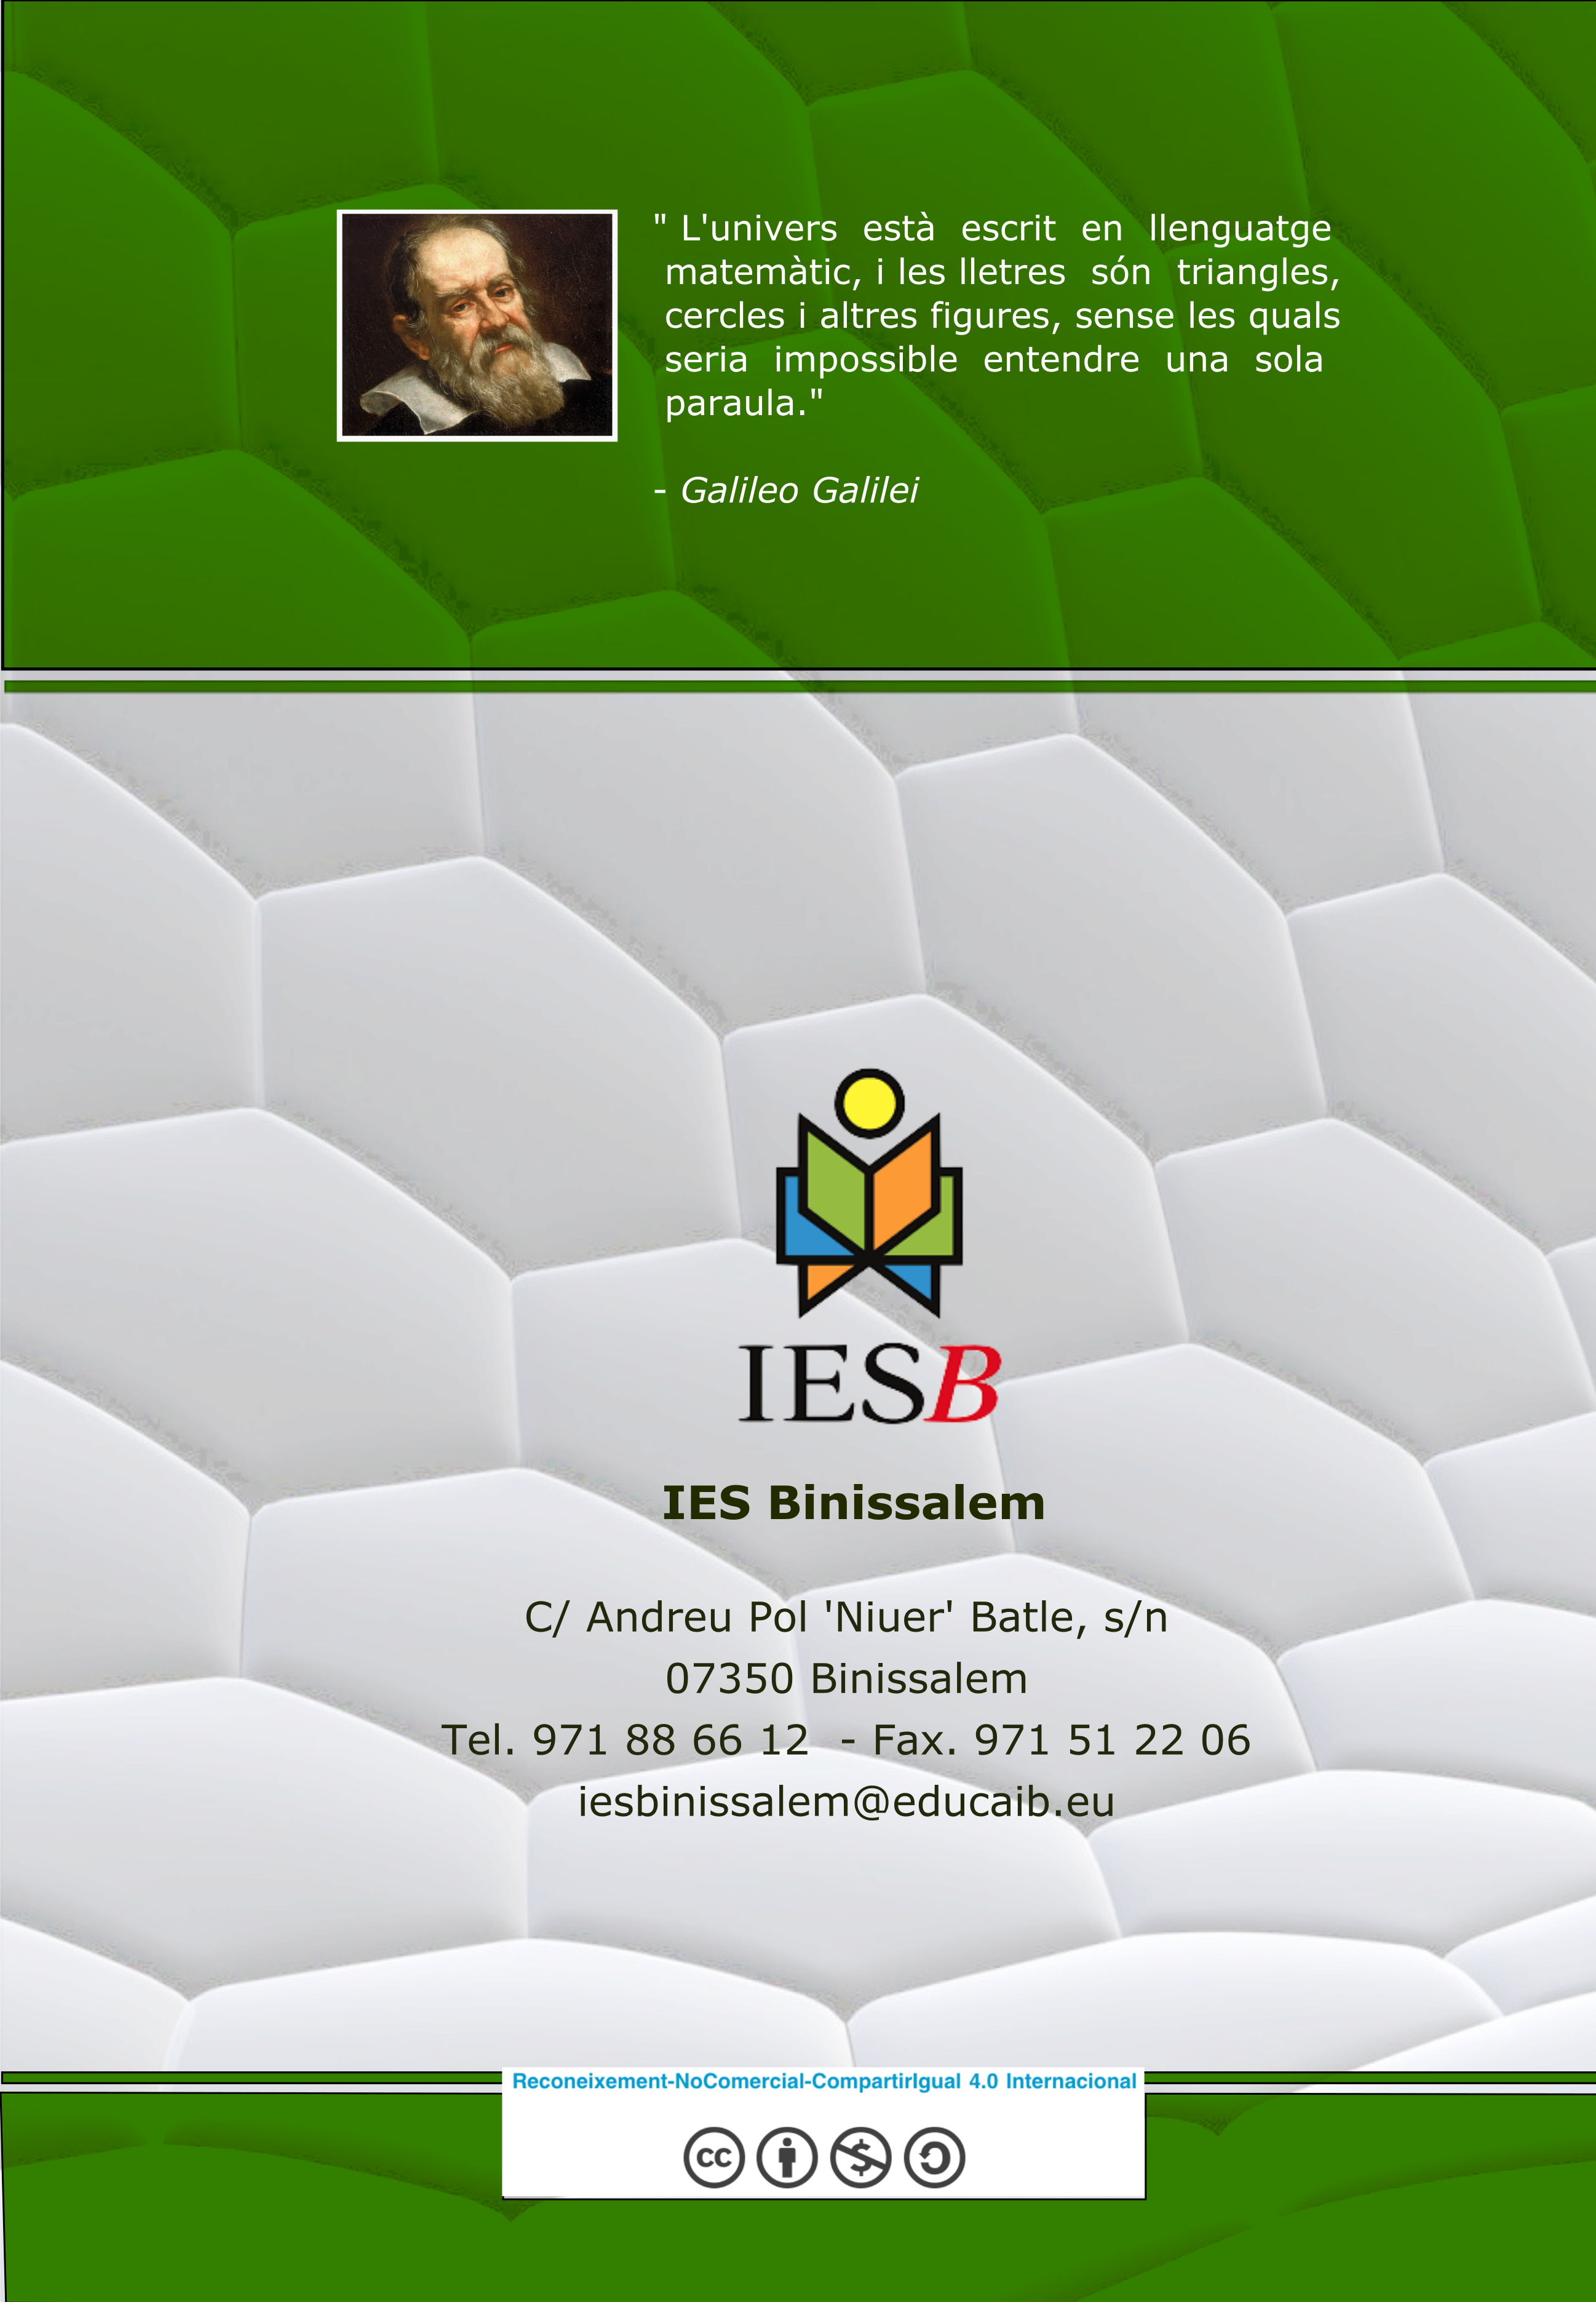 " L'univers està escrit en llenguatge
matemàtic, i les lletres són triangles,
cercles i altres figures, sense les quals
seria impossible entendre una sola
paraula."
- Galileo Galilei
IESB
IES Binissalem
C/ Andreu Pol 'Niuer' Batle, s/n
07350 Binissalem
Tel. 971 88 66 12 - Fax. 971 51 22 06
iesbinissalem@educaib.eu
Reconeixement-NoComercial-CompartirIgual 4.0 Internacional
cc